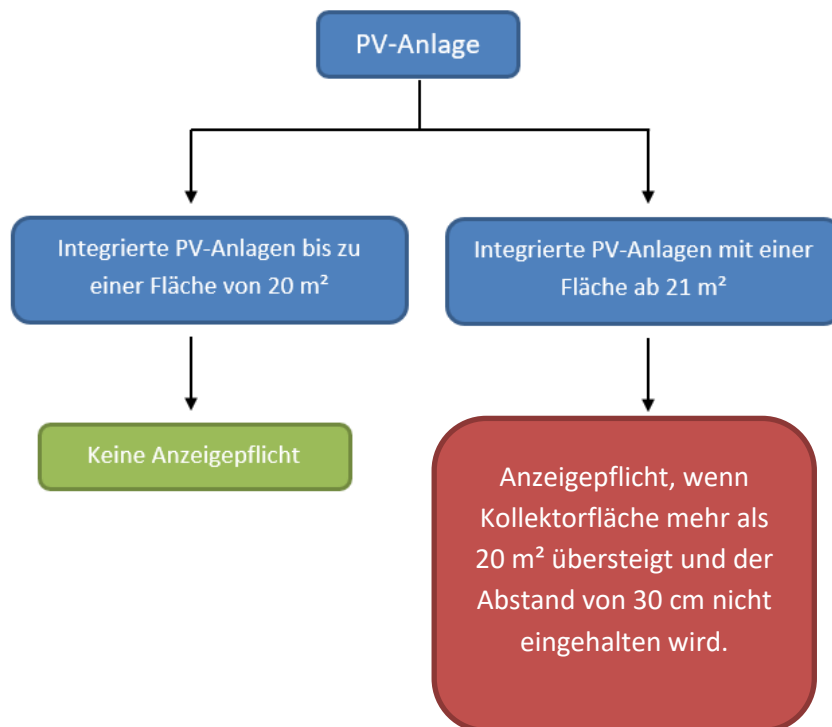 PV-Anlage
Integrierte PV-Anlagen bis zu
einer Fläche von 20 m²
Integrierte PV-Anlagen mit einer
Fläche ab 21 m²
Keine Anzeigepflicht
Anzeigepflicht, wenn
Kollektorfläche mehr als
20 m² übersteigt und der
Abstand von 30 cm nicht
eingehalten wird.